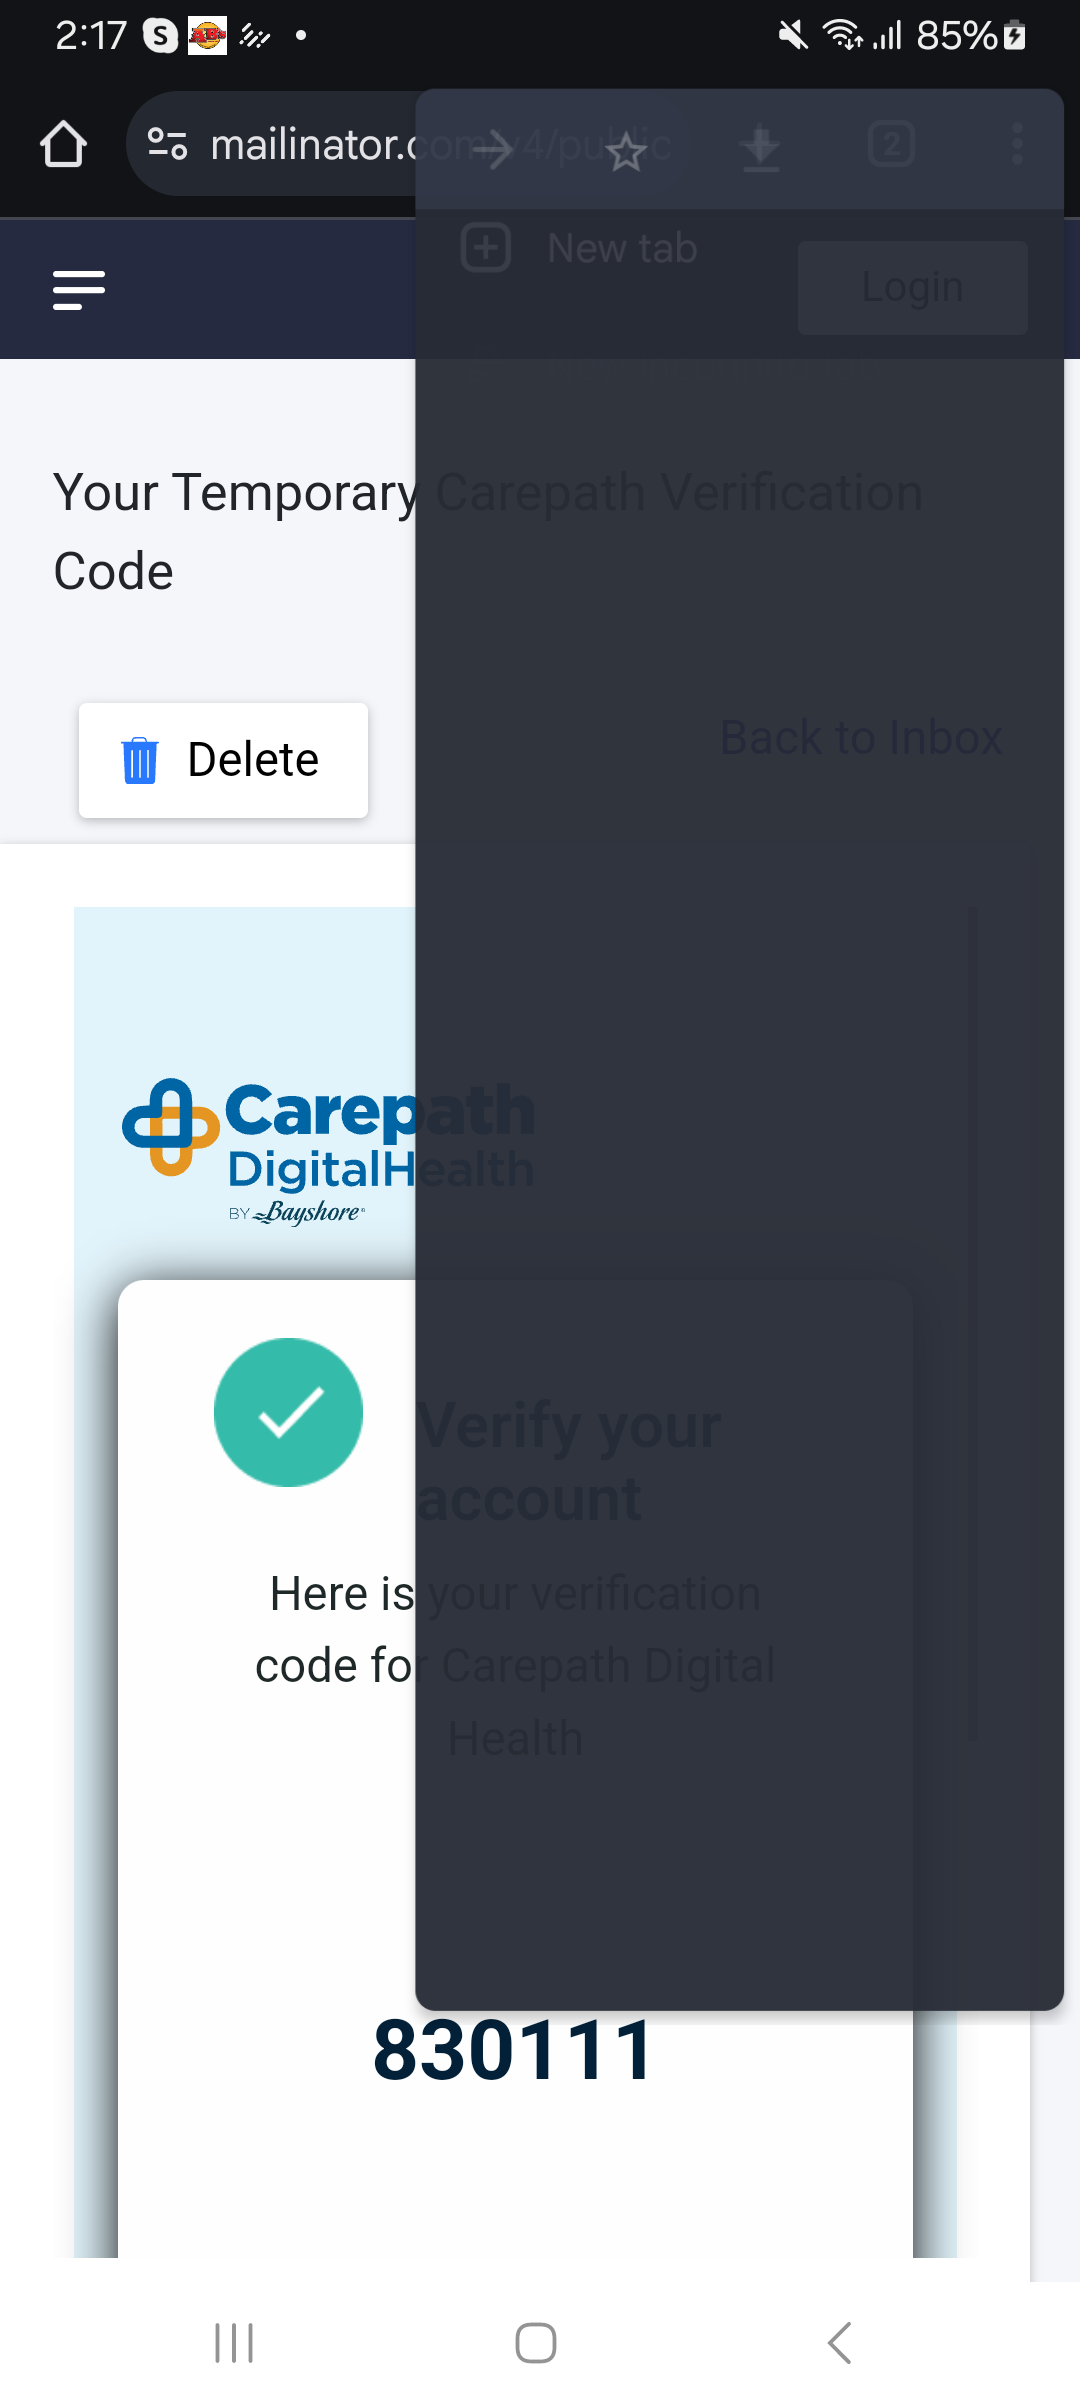 2:17
85%
mailinator.com/v4/public
2
New tab
Login
Your Temporary Carepath Verification
Code
Delete
Back to Inbox
Carepath
DigitalHealth
BY Bayshore
Verify your
account
Here is your verification
code for Carepath Digital
Health
830111